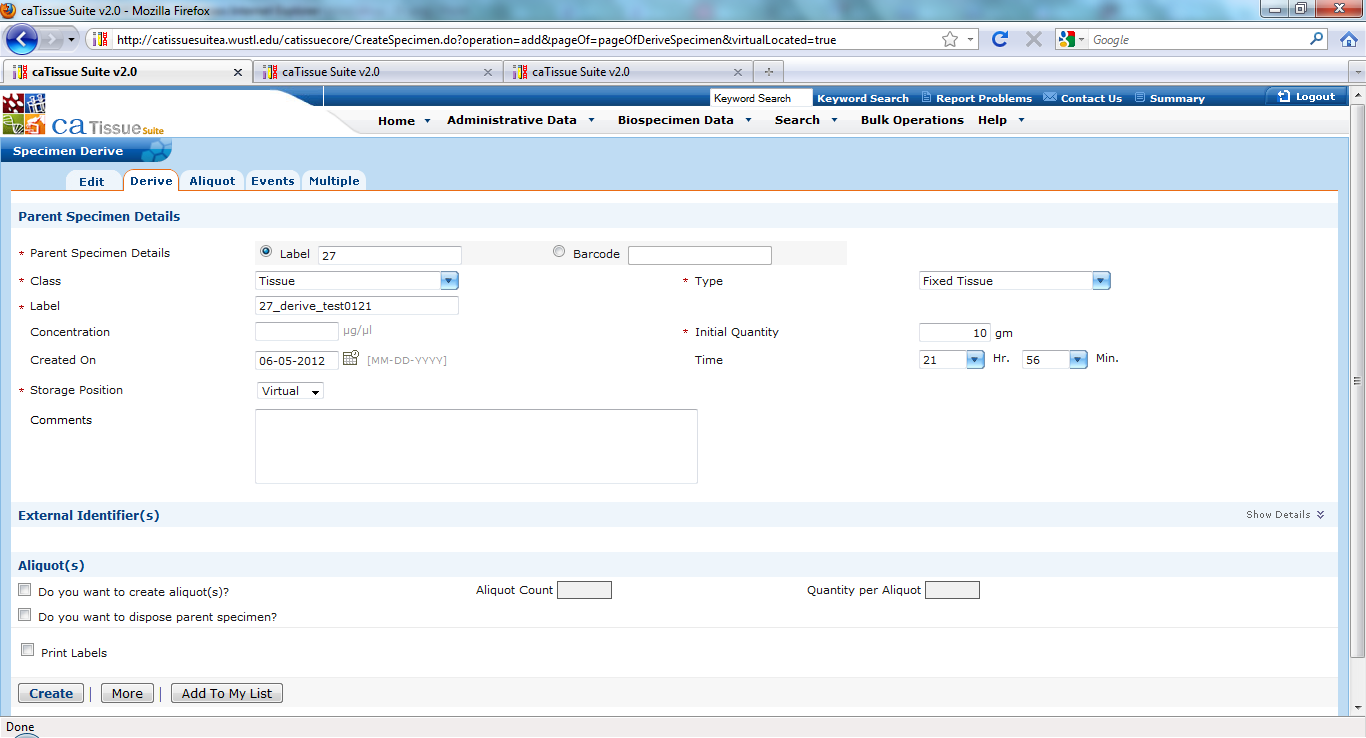 caTissue Suite v2.0 - Mozilla Firefox
http://catissuesuitea.wustl.edu/catissuecore/CreateSpecimen.do?operation=add&pageOf=pageOfDeriveSpecimen&virtualLocated=true
Google
caTissue Suite v2.0 caTissue Suite v2.0 caTissue Suite v2.0
Keyword Search Keyword Search Report Problems Contact Us Summary Logout
ca Tissue Suite
Home Administrative Data Biospecimen Data Search Bulk Operations Help
Specimen Derive
Edit Derive Aliquot Events Multiple
Parent Specimen Details
* Parent Specimen Details Label 27 Barcode
* Class Tissue * Type Fixed Tissue
* Label 27_derive_test0121
Concentration µg/µl * Initial Quantity 10 gm
Created On 06-05-2012 [MM-DD-YYYY] Time 21 Hr. 56 Min.
* Storage Position Virtual
Comments
External Identifier(s) Show Details
Aliquot(s)
Do you want to create aliquot(s)? Aliquot Count Quantity per Aliquot
Do you want to dispose parent specimen?
Print Labels
Create | More | Add To My List
Done